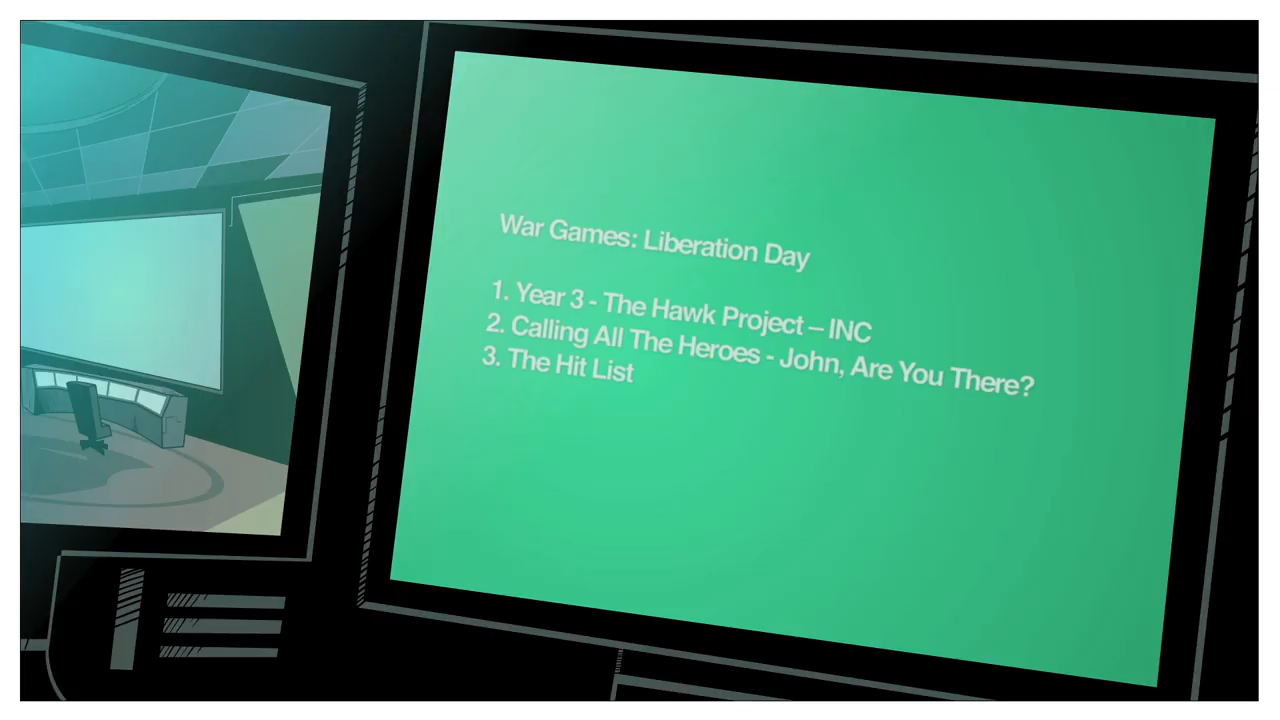 War Games: Liberation Day
1. Year 3 - The Hawk Project – INC
2. Calling All The Heroes - John, Are You There?
3. The Hit List